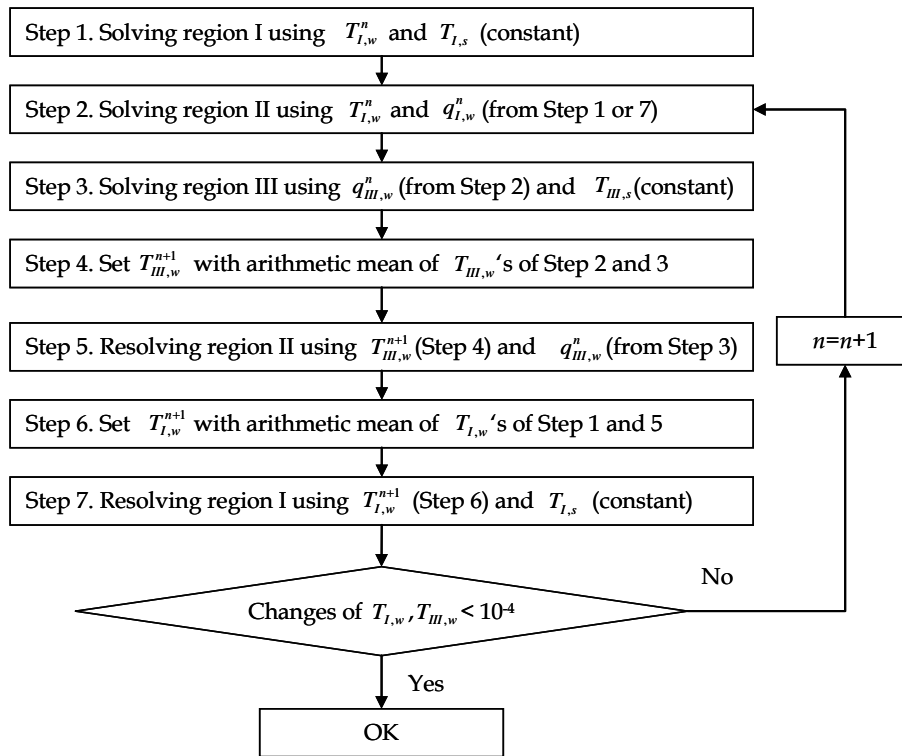 Step 1. Solving region I using T^n_{I,w} and T_{I,s} (constant)
Step 2. Solving region II using T^n_{I,w} and q^n_{I,w} (from Step 1 or 7)
Step 3. Solving region III using q^n_{III,w} (from Step 2) and T_{III,s} (constant)
Step 4. Set T^{n+1}_{III,w} with arithmetic mean of T_{III,w}‘s of Step 2 and 3
Step 5. Resolving region II using T^{n+1}_{III,w} (Step 4) and q^n_{III,w} (from Step 3)
n=n+1
Step 6. Set T^{n+1}_{I,w} with arithmetic mean of T_{I,w}‘s of Step 1 and 5
Step 7. Resolving region I using T^{n+1}_{I,w} (Step 6) and T_{I,s} (constant)
No
Changes of T_{I,w}, T_{III,w} < 10^{-4}
Yes
OK